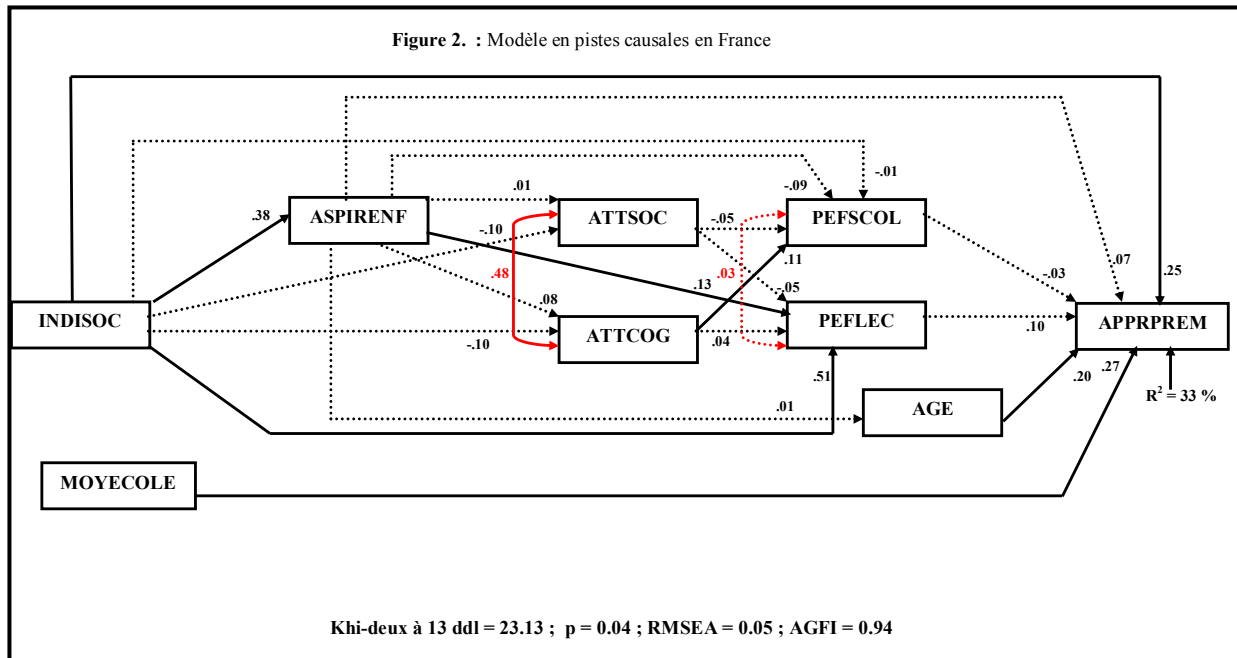 Figure 2. : Modèle en pistes causales en France
-.01
.01
-.09
ASPIRENF
ATTSOC
PEFSCOL
.38
-.05
-.10
.11
.48
.03
-.03
.07
.25
.13
-.05
.08
INDISOC
ATTCOG
PEFLEC
APPRPREM
.10
-.10
.04
.51
.20
.27
R² = 33 %
.01
AGE
MOYECOLE
Khi-deux à 13 ddl = 23.13 ; p = 0.04 ; RMSEA = 0.05 ; AGFI = 0.94